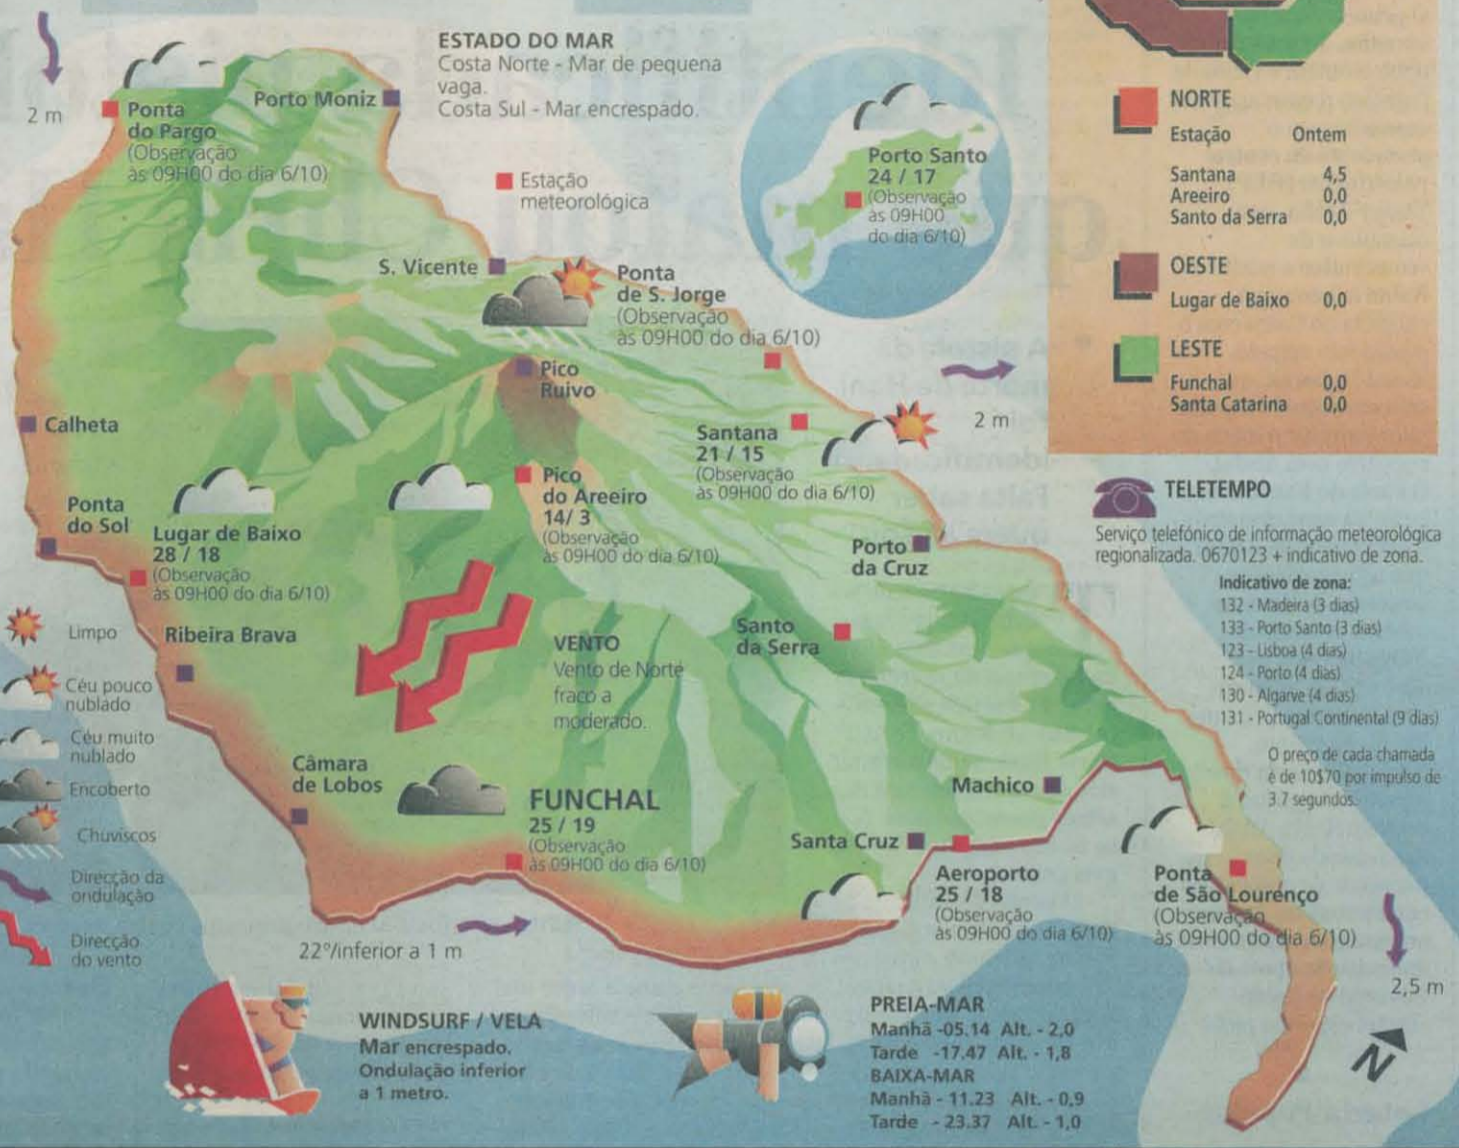 2 m
Ponta
do Pargo
(Observação
às 09H00 do dia 6/10)
Porto Moniz
ESTADO DO MAR
Costa Norte - Mar de pequena
vaga.
Costa Sul - Mar encrespado.
Estação
meteorológica
Porto Santo
24 / 17
(Observação
às 09H00
do dia 6/10)
S. Vicente
Ponta
de S. Jorge
(Observação
às 09H00 do dia 6/10)
Pico
Ruivo
Calheta
Santana
21 / 15
(Observação
às 09H00 do dia 6/10)
2 m
Ponta
do Sol
Lugar de Baixo
28 / 18
(Observação
às 09H00 do dia 6/10)
Pico
do Areeiro
14/ 3
(Observação
às 09H00 do dia 6/10)
Porto
da Cruz
Ribeira Brava
VENTO
Vento de Norte
fraco a
moderado.
Santo
da Serra
Câmara
de Lobos
FUNCHAL
25 / 19
(Observação
às 09H00 do dia 6/10)
Machico
Santa Cruz
Aeroporto
25 / 18
(Observação
às 09H00 do dia 6/10)
Ponta
de São Lourenço
(Observação
às 09H00 do dia 6/10)
22º/inferior a 1 m
2,5 m
N
Limpo
Céu pouco
nublado
Céu muito
nublado
Encoberto
Chuviscos
Direcção da
ondulação
Direcção
do vento
WINDSURF / VELA
Mar encrespado.
Ondulação inferior
a 1 metro.
PREIA-MAR
Manhã -05.14 Alt. - 2,0
Tarde -17.47 Alt. - 1,8
BAIXA-MAR
Manhã - 11.23 Alt. - 0,9
Tarde - 23.37 Alt. - 1,0
NORTE
Estação Ontem
Santana 4,5
Areeiro 0,0
Santo da Serra 0,0
OESTE
Lugar de Baixo 0,0
LESTE
Funchal 0,0
Santa Catarina 0,0
TELETEMPO
Serviço telefónico de informação meteorológica
regionalizada. 0670123 + indicativo de zona.
Indicativo de zona:
132 - Madeira (3 dias)
133 - Porto Santo (3 dias)
123 - Lisboa (4 dias)
124 - Porto (4 dias)
130 - Algarve (4 dias)
131 - Portugal Continental (9 dias)
O preço de cada chamada
é de 10$70 por impulso de
3.7 segundos.